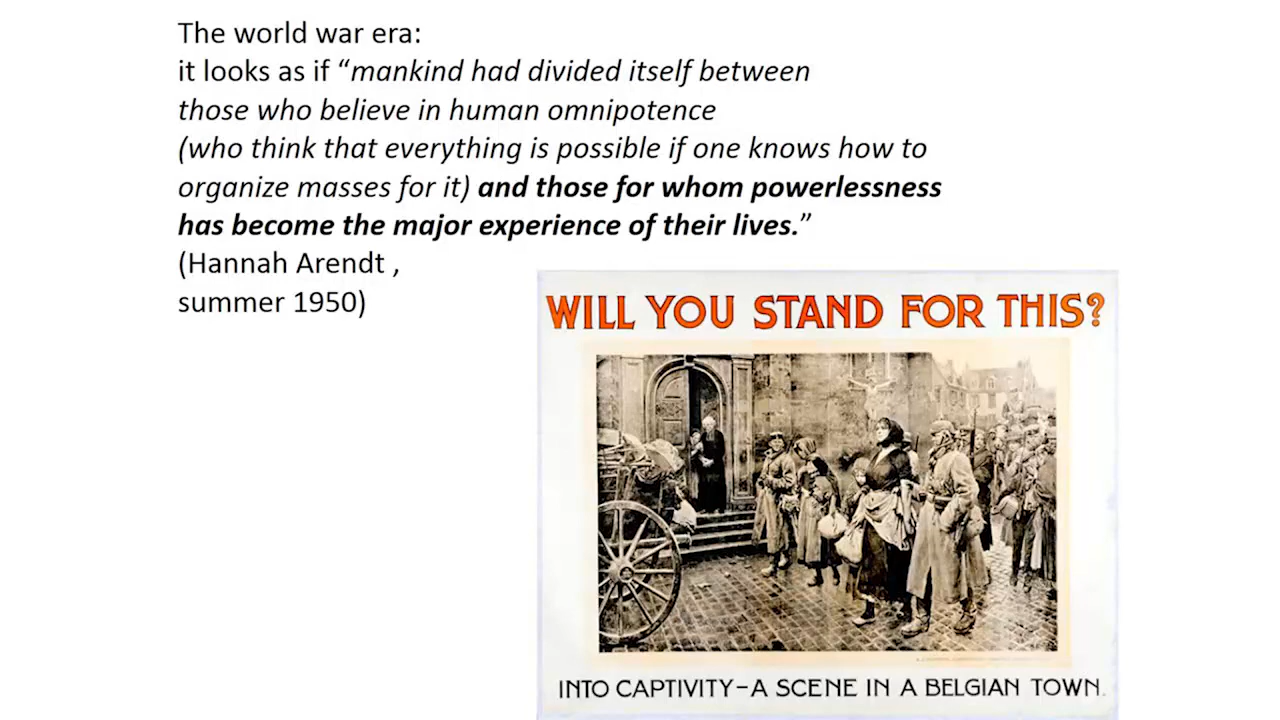 The world war era:
it looks as if “mankind had divided itself between
those who believe in human omnipotence
(who think that everything is possible if one knows how to
organize masses for it) and those for whom powerlessness
has become the major experience of their lives.”
(Hannah Arendt ,
summer 1950)
WILL YOU STAND FOR THIS?
INTO CAPTIVITY–A SCENE IN A BELGIAN TOWN.